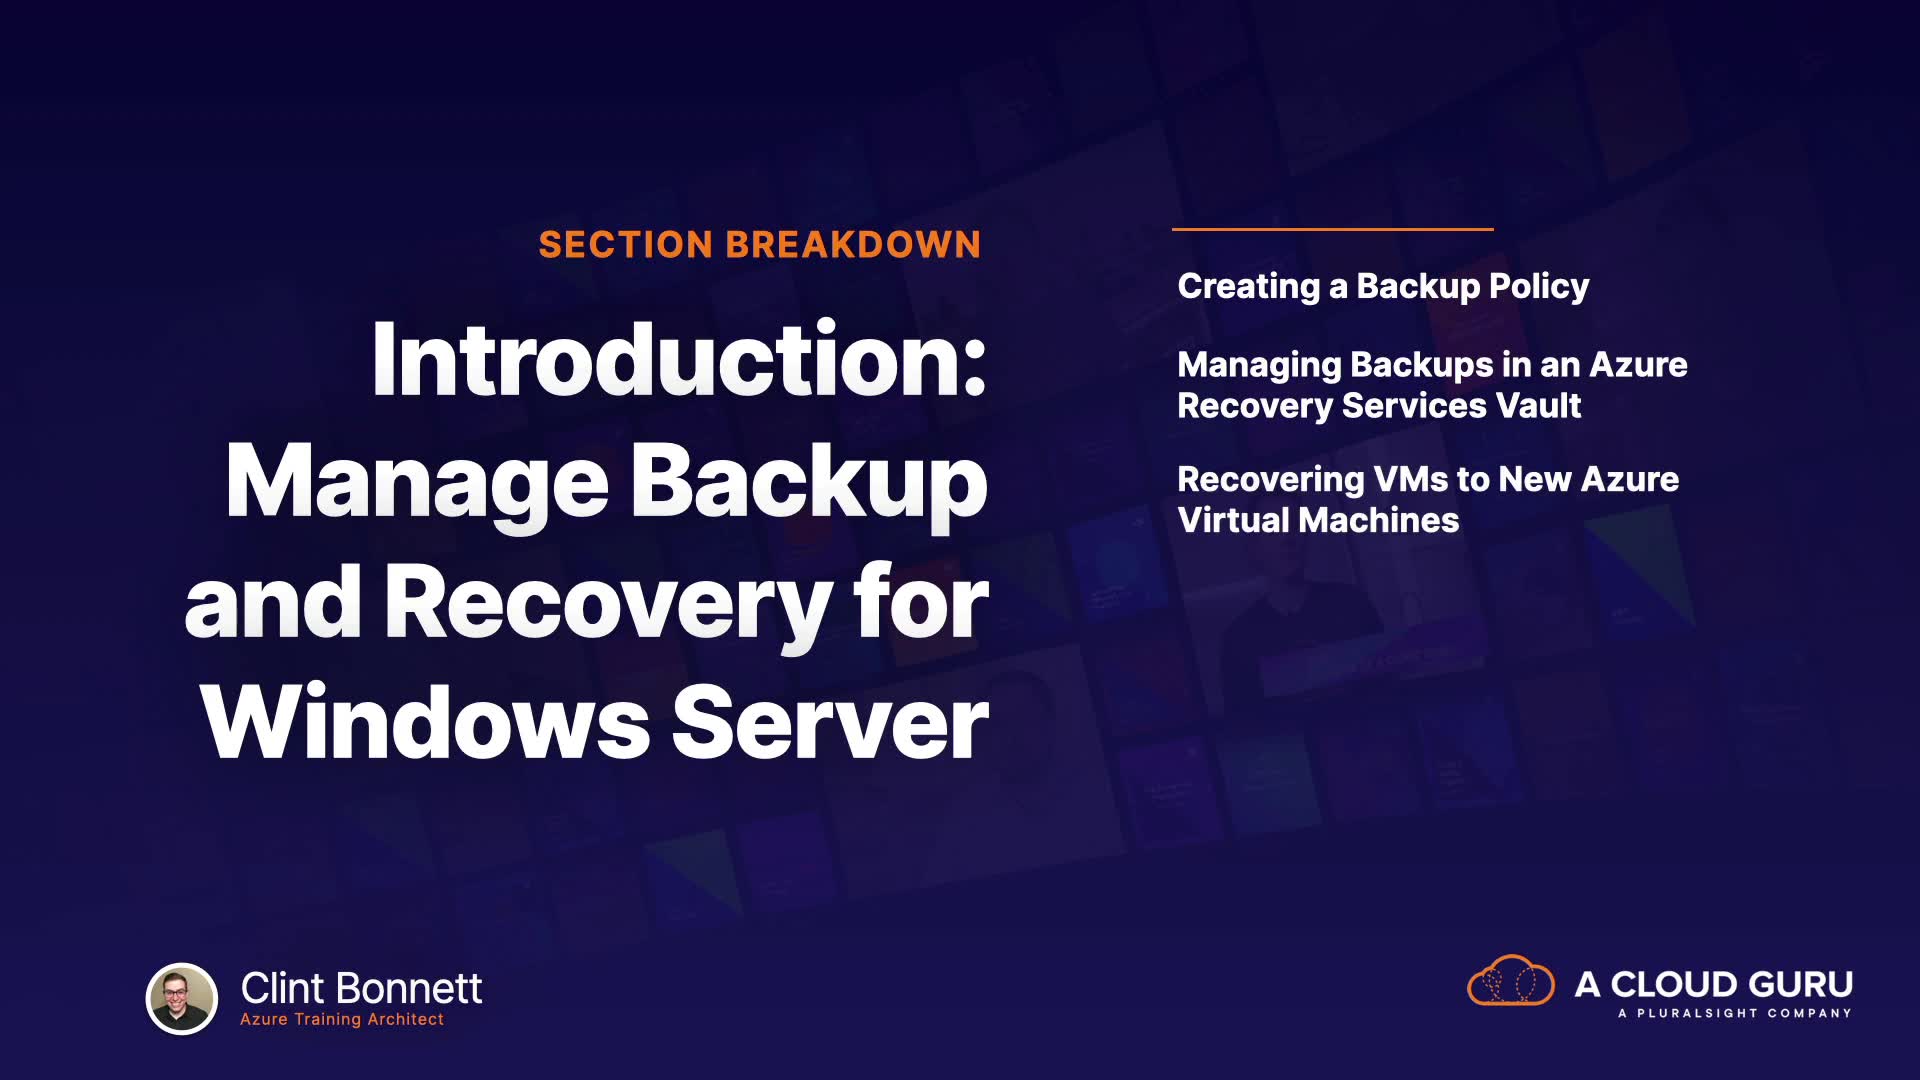 SECTION BREAKDOWN
Introduction:
Manage Backup
and Recovery for
Windows Server
Creating a Backup Policy
Managing Backups in an Azure
Recovery Services Vault
Recovering VMs to New Azure
Virtual Machines
Clint Bonnett
Azure Training Architect
A CLOUD GURU
A PLURALSIGHT COMPANY